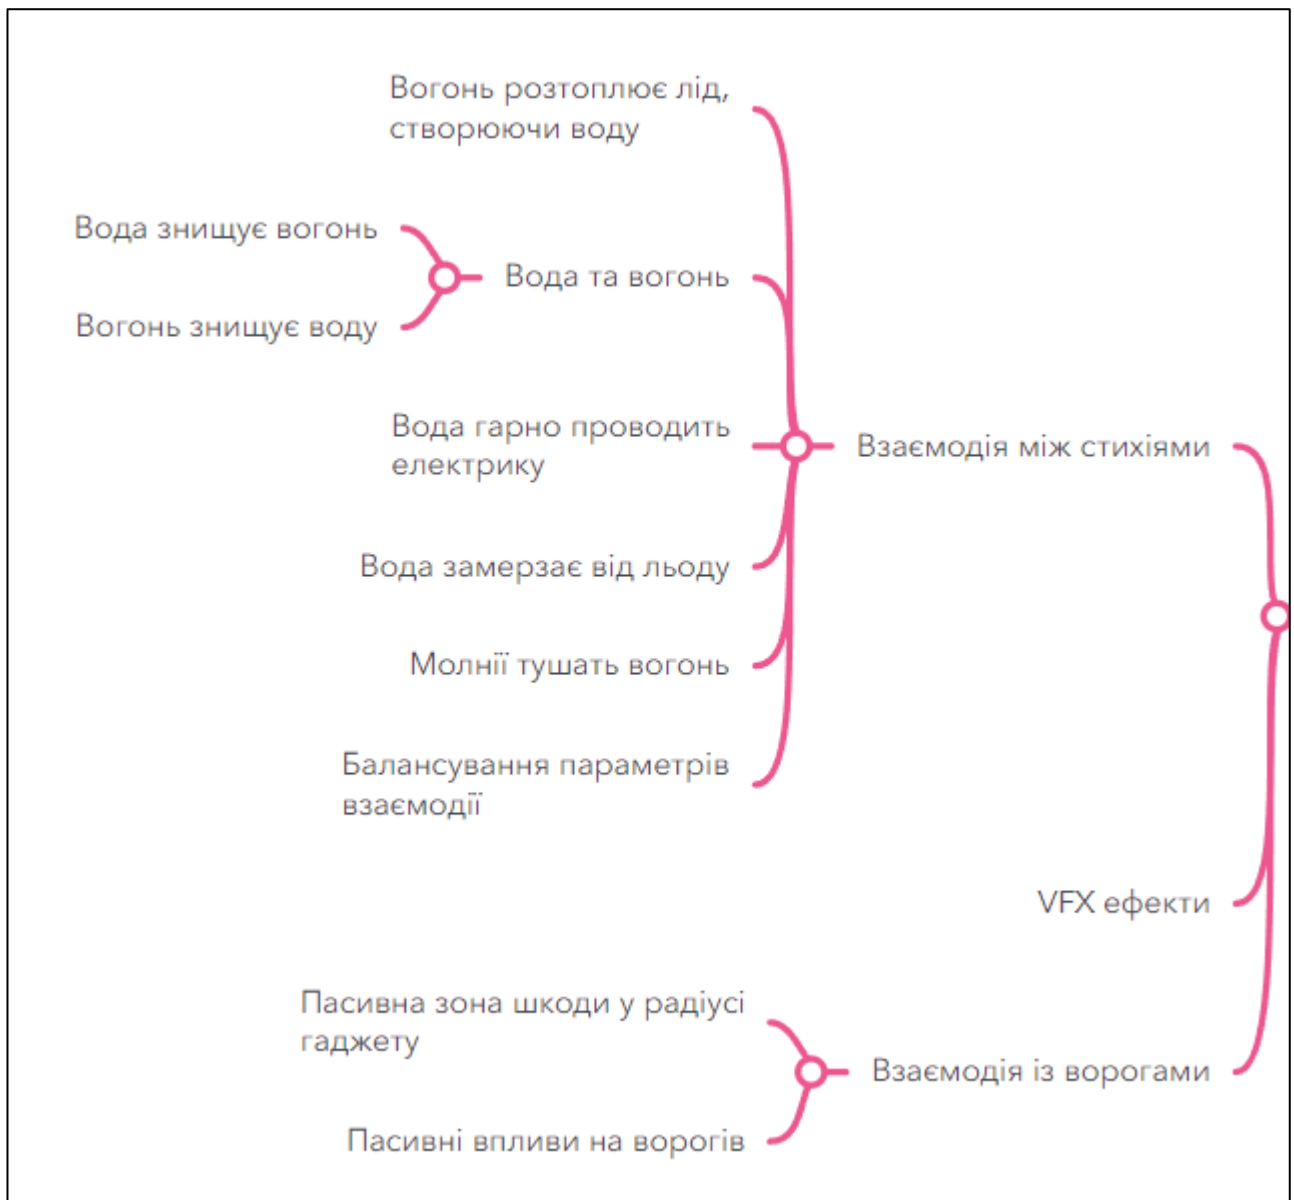 Вогонь розтоплює лід,
створюючи воду
Вода знищує вогонь
Вода та вогонь
Вогонь знищує воду
Вода гарно проводить
електрику
Взаємодія між стихіями
Вода замерзає від льоду
Молнії тушать вогонь
Балансування параметрів
взаємодії
VFX ефекти
Пасивна зона шкоди у радіусі
гаджету
Взаємодія із ворогами
Пасивні впливи на ворогів